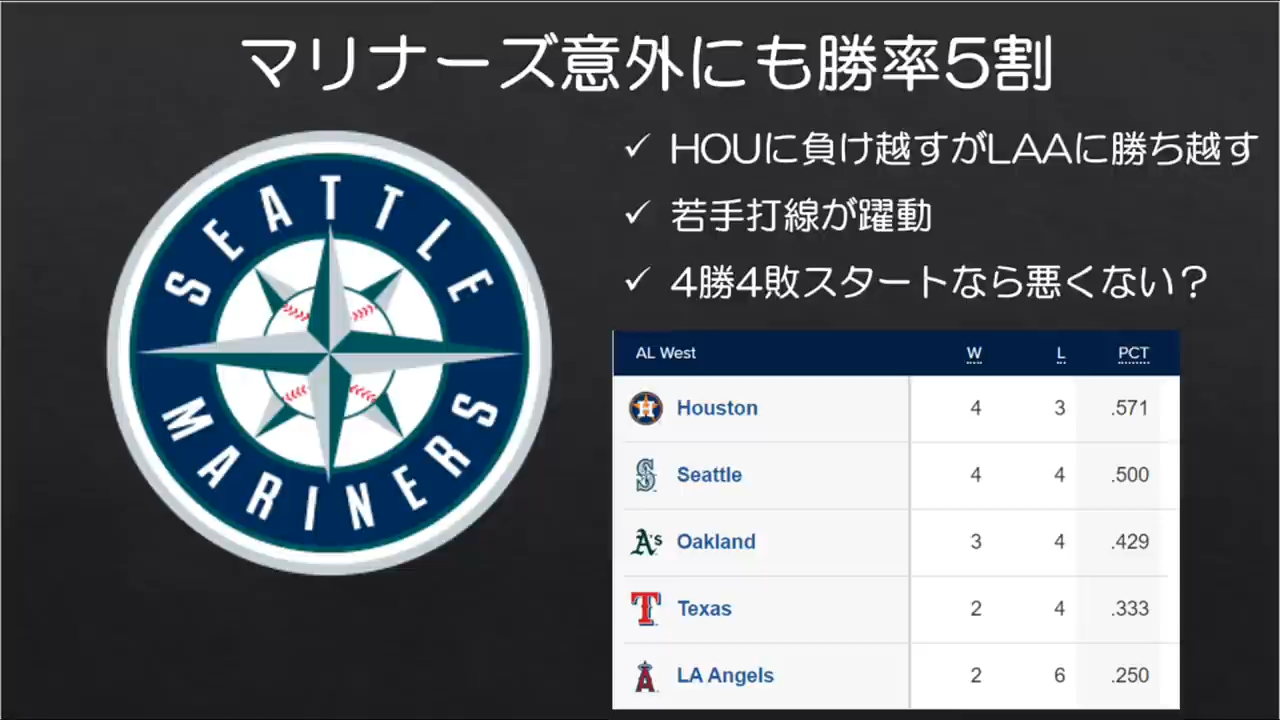 マリナーズ意外にも勝率5割
SEATTLE
MARINERS
✓ HOUに負け越すがLAAに勝ち越す
✓ 若手打線が躍動
✓ 4勝4敗スタートなら悪くない？
AL West W L PCT
H Houston 4 3 .571
S Seattle 4 4 .500
A's Oakland 3 4 .429
T Texas 2 4 .333
A LA Angels 2 6 .250